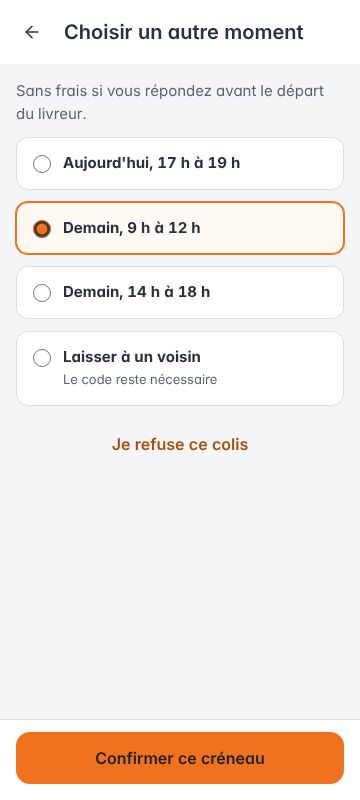 Choisir un autre moment
Sans frais si vous répondez avant le départ
du livreur.
Aujourd'hui, 17 h à 19 h
Demain, 9 h à 12 h
Demain, 14 h à 18 h
Laisser à un voisin
Le code reste nécessaire
Je refuse ce colis
Confirmer ce créneau